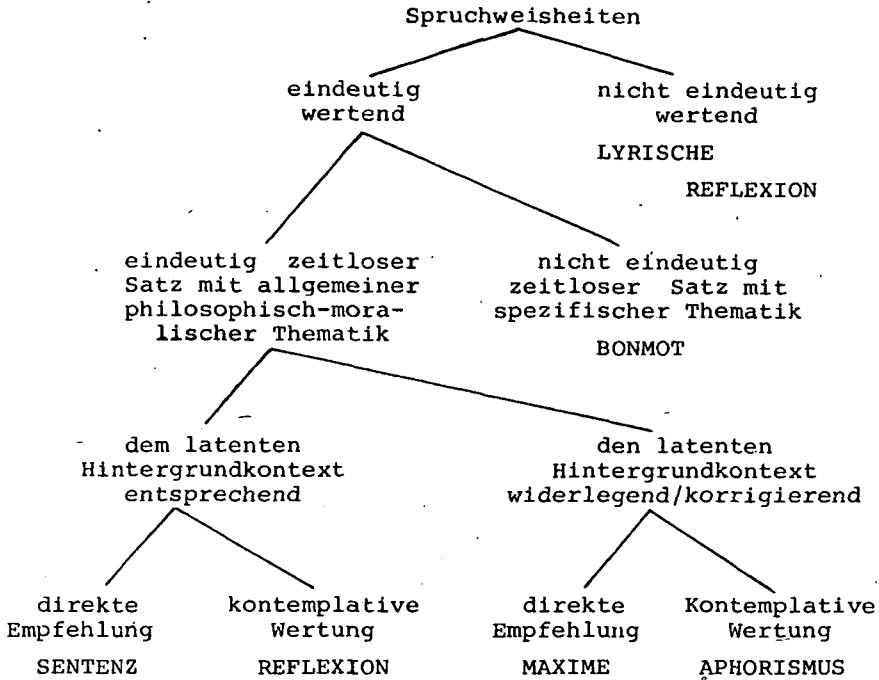 Spruchweisheiten
eindeutig
wertend
nicht eindeutig
wertend
LYRISCHE
REFLEXION
eindeutig zeitloser
Satz mit allgemeiner
philosophisch-mora-
lischer Thematik
nicht eindeutig
zeitloser Satz mit
spezifischer Thematik
BONMOT
dem latenten
Hintergrundkontext
entsprechend
den latenten
Hintergrundkontext
widerlegend/korrigierend
direkte
Empfehlung
SENTENZ
kontemplative
Wertung
REFLEXION
direkte
Empfehlung
MAXIME
Kontemplative
Wertung
APHORISMUS